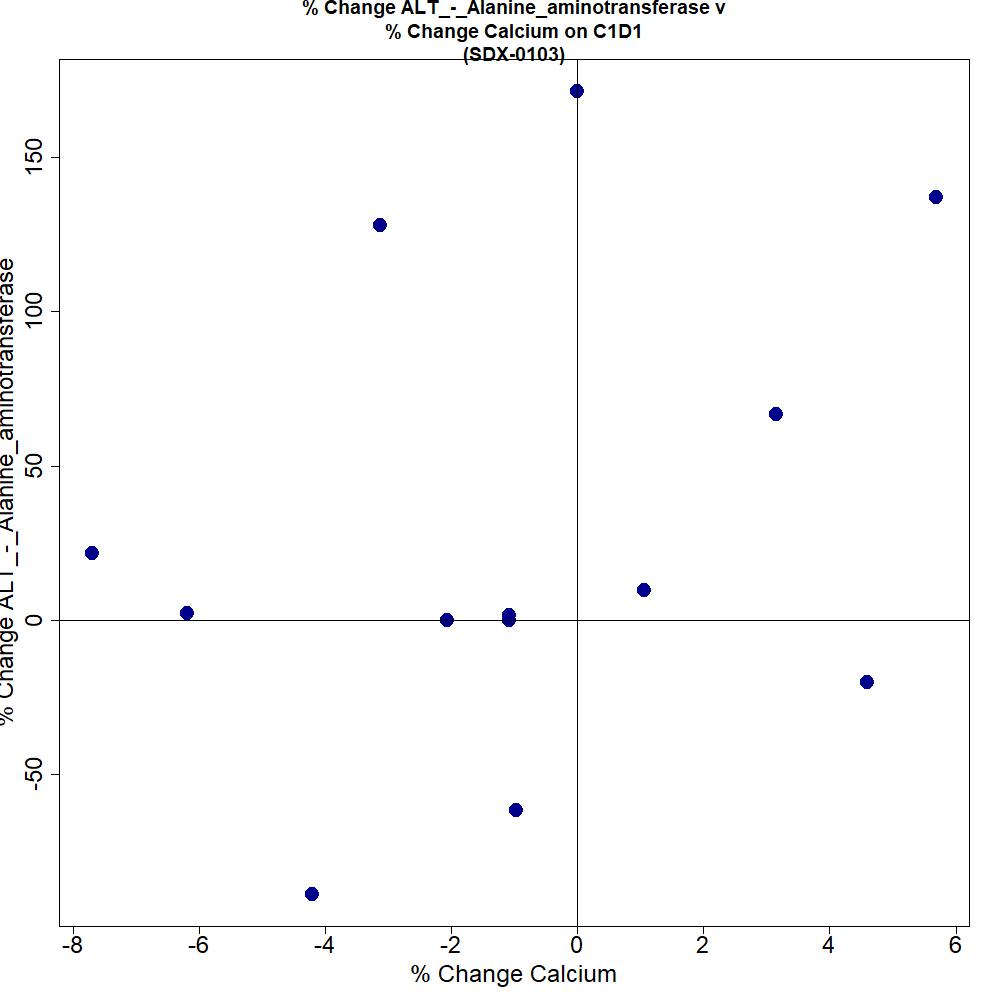 % Change ALT_-_Alanine_aminotransferase v
% Change Calcium on C1D1
(SDX-0103)
% Change ALT_-_Alanine_aminotransferase
150
100
50
0
-50
-8 -6 -4 -2 0 2 4 6
% Change Calcium